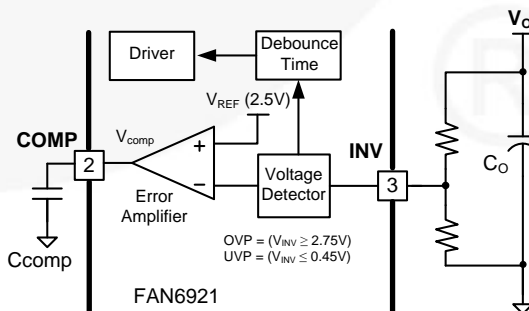 Driver
Debounce
Time
VO
VREF (2.5V)
COMP
Vcomp
INV
2
+
−
Voltage
Detector
3
CO
Error
Amplifier
OVP = (VINV ≥ 2.75V)
UVP = (VINV ≤ 0.45V)
Ccomp
FAN6921
®